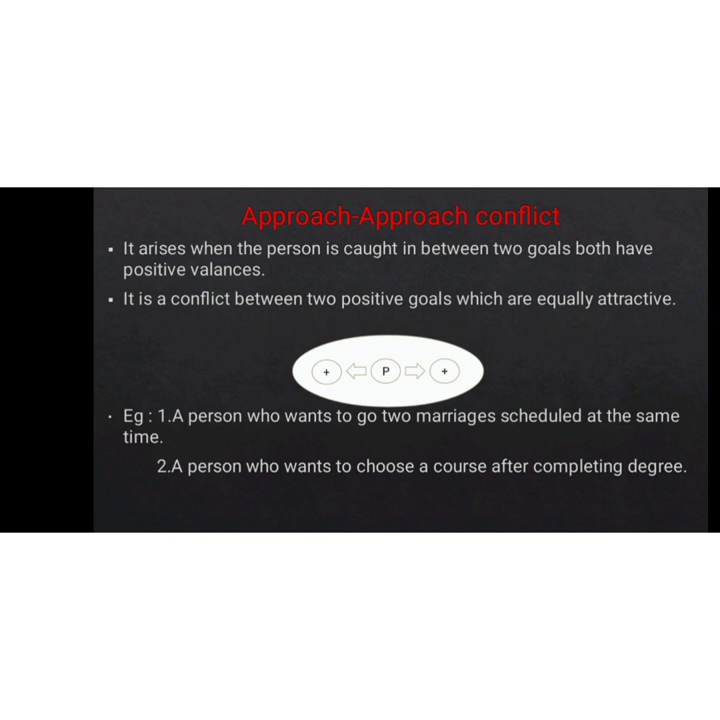 Approach-Approach conflict
▪ It arises when the person is caught in between two goals both have
positive valances.
▪ It is a conflict between two positive goals which are equally attractive.
+ P +
· Eg : 1.A person who wants to go two marriages scheduled at the same
time.
2.A person who wants to choose a course after completing degree.